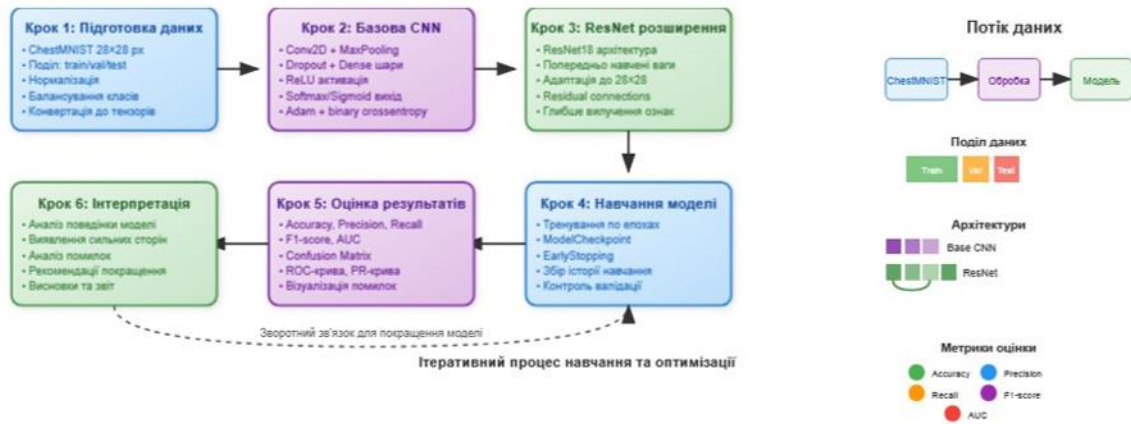 Крок 1: Підготовка даних
• ChestMNIST 28×28 px
• Поділ: train/val/test
• Нормалізація
• Балансування класів
• Конвертація до тензорів
Крок 2: Базова CNN
• Conv2D + MaxPooling
• Dropout + Dense шари
• ReLU активація
• Softmax/Sigmoid вихід
• Adam + binary crossentropy
Крок 3: ResNet розширення
• ResNet18 архітектура
• Попередньо навчені ваги
• Адаптація до 28×28
• Residual connections
• Глибше вилучення ознак
Крок 4: Навчання моделі
• Тренування по епохах
• ModelCheckpoint
• EarlyStopping
• Збір історії навчання
• Контроль валідації
Крок 5: Оцінка результатів
• Accuracy, Precision, Recall
• F1-score, AUC
• Confusion Matrix
• ROC-крива, PR-крива
• Візуалізація помилок
Крок 6: Інтерпретація
• Аналіз поведінки моделі
• Виявлення сильних сторін
• Аналіз помилок
• Рекомендації покращення
• Висновки та звіт
Зворотний зв'язок для покращення моделі
Ітеративний процес навчання та оптимізації
Потік даних
ChestMNIST
Обробка
Модель
Поділ даних
Train
Val
Test
Архітектури
Base CNN
ResNet
Метрики оцінки
Accuracy
Precision
Recall
F1-score
AUC